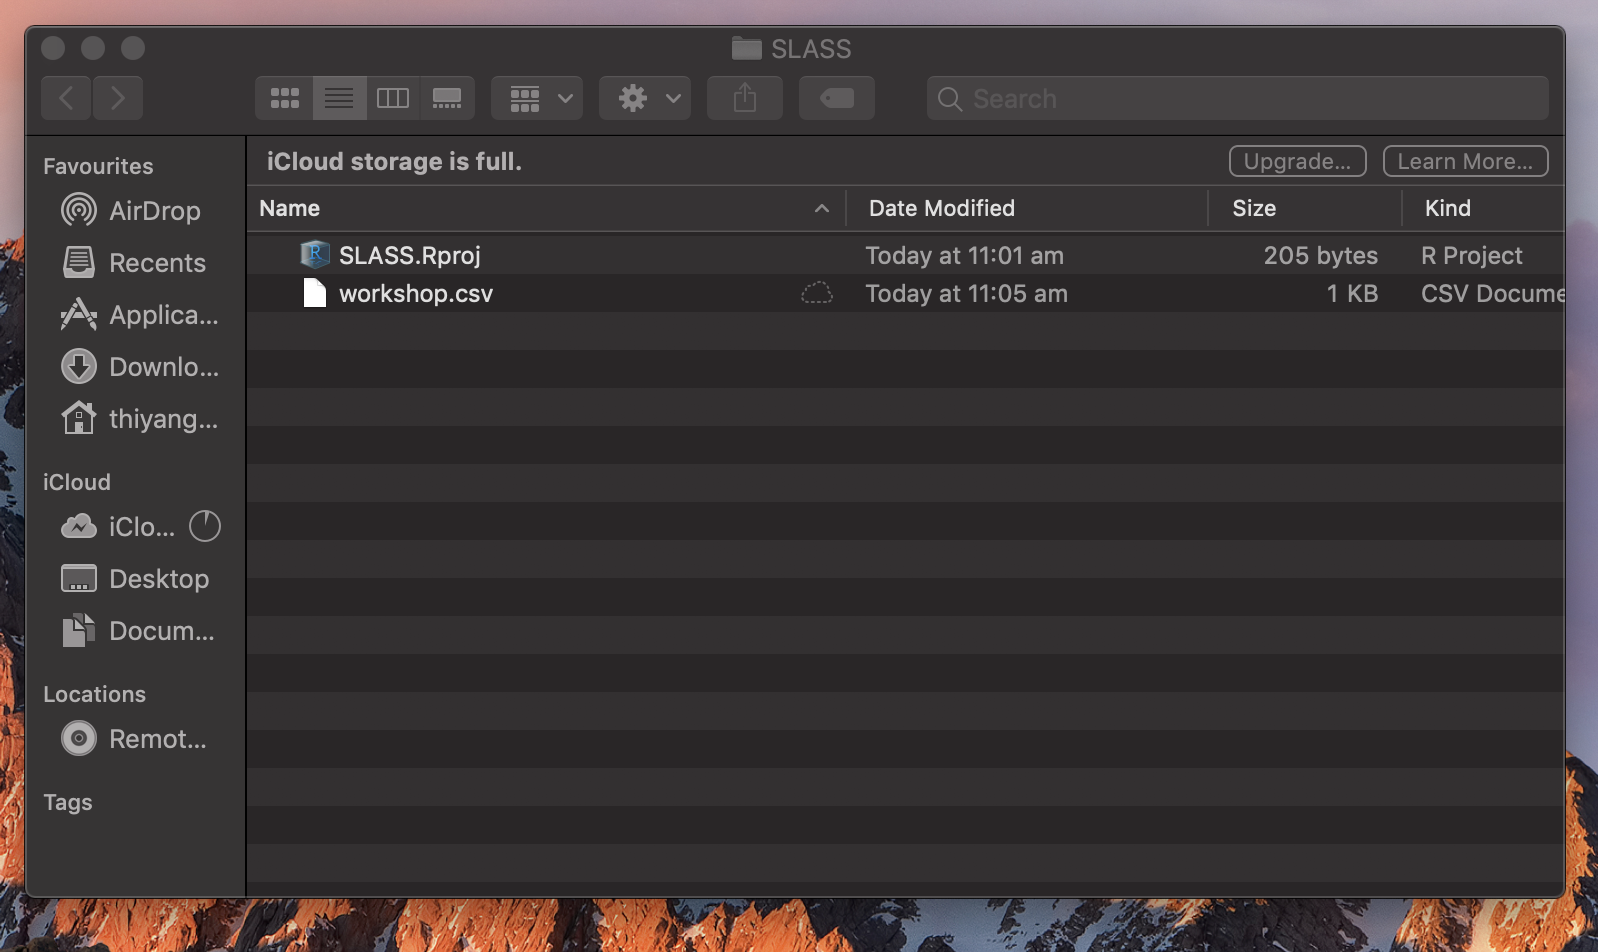 SLASS
Search
Favourites
AirDrop
Recents
Applica...
Downlo...
thiyang...
iCloud
iClo...
Desktop
Docum...
Locations
Remot...
Tags
iCloud storage is full.
Upgrade...
Learn More...
Name Date Modified Size Kind
SLASS.Rproj Today at 11:01 am 205 bytes R Project
workshop.csv Today at 11:05 am 1 KB CSV Docume